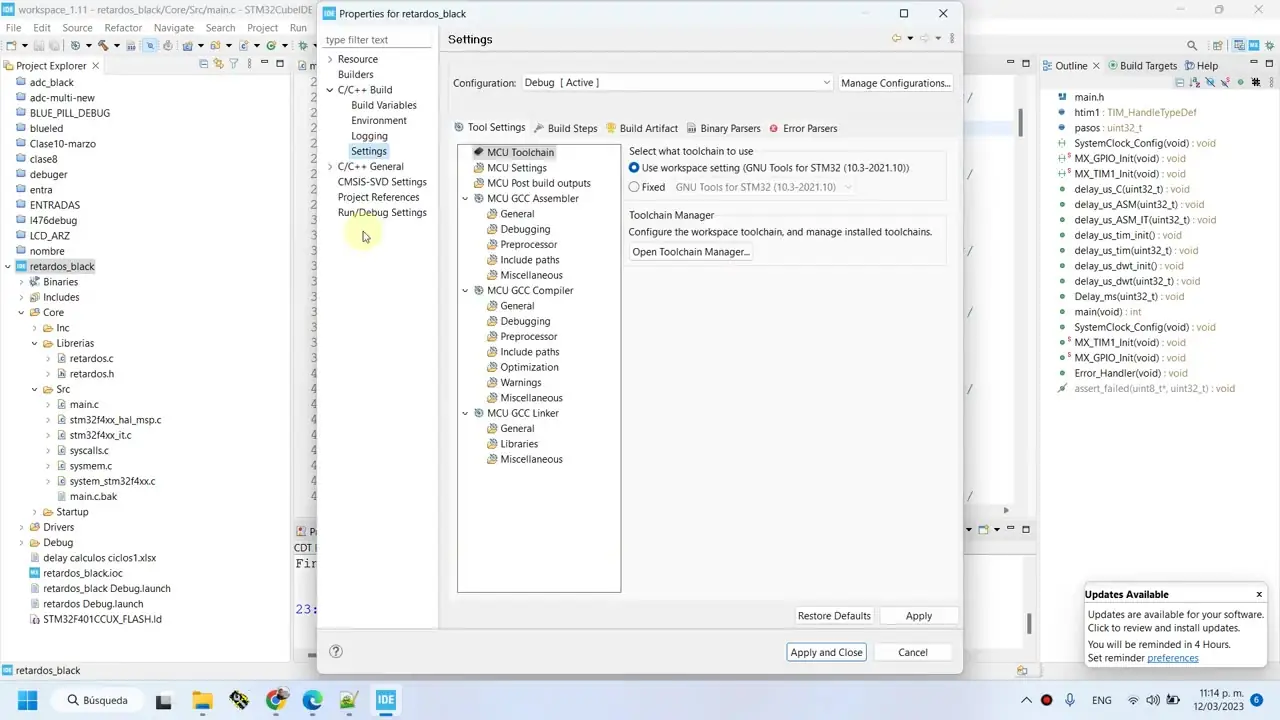 workspace_1.11 - retardos_black/Core/Src/main.c - STM32CubeIDE
File Edit Source Refactor Navigate Search Project Run
Project Explorer
adc_black
adc-multi-new
BLUE_PILL_DEBUG
blueled
Clase10-marzo
clase8
debuger
entra
ENTRADAS
l476debug
LCD_ARZ
nombre
retardos_black
Binaries
Includes
Core
Inc
Librerias
retardos.c
retardos.h
Src
main.c
stm32f4xx_hal_msp.c
stm32f4xx_it.c
syscalls.c
sysmem.c
system_stm32f4xx.c
main.c.bak
Startup
Drivers
Debug
delay calculos ciclos1.xlsx
retardos_black.ioc
retardos_black Debug.launch
retardos Debug.launch
STM32F401CCUX_FLASH.ld
retardos_black
CDT
23:
IDE Properties for retardos_black
type filter text
Resource
Builders
C/C++ Build
Build Variables
Environment
Logging
Settings
C/C++ General
CMSIS-SVD Settings
Project References
Run/Debug Settings
Settings
Configuration: Debug [ Active ] Manage Configurations...
Tool Settings Build Steps Build Artifact Binary Parsers Error Parsers
MCU Toolchain
MCU Settings
MCU Post build outputs
MCU GCC Assembler
General
Debugging
Preprocessor
Include paths
Miscellaneous
MCU GCC Compiler
General
Debugging
Preprocessor
Include paths
Optimization
Warnings
Miscellaneous
MCU GCC Linker
General
Libraries
Miscellaneous
Select what toolchain to use
Use workspace setting (GNU Tools for STM32 (10.3-2021.10))
Fixed GNU Tools for STM32 (10.3-2021.10)
Toolchain Manager
Configure the workspace toolchain, and manage installed toolchains.
Open Toolchain Manager...
Restore Defaults Apply
Apply and Close Cancel
Outline Build Targets Help
main.h
htim1 : TIM_HandleTypeDef
pasos : uint32_t
SystemClock_Config(void) : void
MX_GPIO_Init(void) : void
MX_TIM1_Init(void) : void
delay_us_C(uint32_t) : void
delay_us_ASM(uint32_t) : void
delay_us_ASM_IT(uint32_t) : void
delay_us_tim_init() : void
delay_us_tim(uint32_t) : void
delay_us_dwt_init() : void
delay_us_dwt(uint32_t) : void
Delay_ms(uint32_t) : void
main(void) : int
SystemClock_Config(void) : void
MX_TIM1_Init(void) : void
MX_GPIO_Init(void) : void
Error_Handler(void) : void
assert_failed(uint8_t*, uint32_t) : void
Updates Available
Updates are available for your software.
Click to review and install updates.
You will be reminded in 4 Hours.
Set reminder preferences
Búsqueda
IDE
ENG
11:14 p. m.
12/03/2023
6